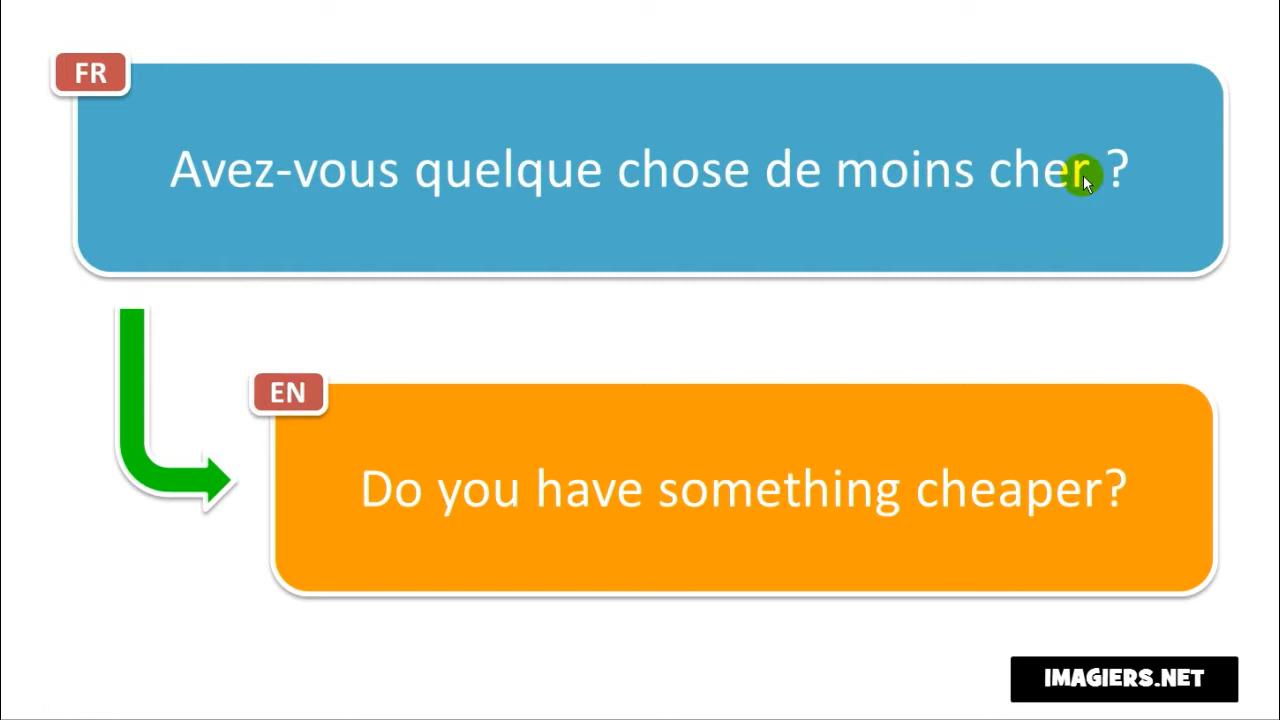 FR
Avez-vous quelque chose de moins cher ?
EN
Do you have something cheaper?
IMAGIERS.NET